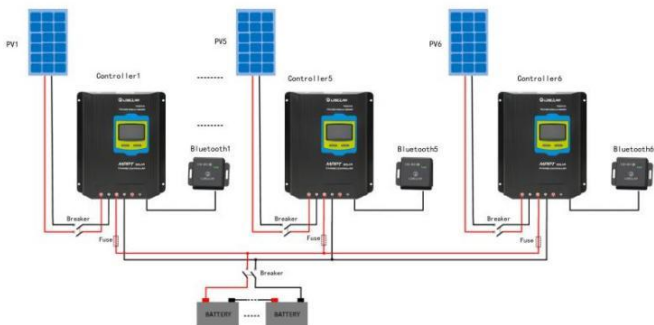 PV1
PV5
PV6
Controller1
Controller5
Controller6
Bluetooth1
Bluetooth5
Bluetooth6
MPPT
MPPT
MPPT
Breaker
Breaker
Breaker
Fuse
Fuse
Fuse
Breaker
BATTERY
BATTERY